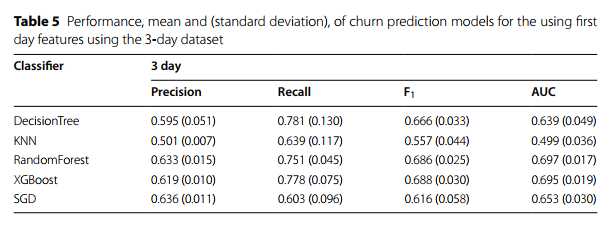 Table 5 Performance, mean and (standard deviation), of churn prediction models for the using first
day features using the 3-day dataset
Classifier 3 day
Precision Recall F1 AUC
DecisionTree 0.595 (0.051) 0.781 (0.130) 0.666 (0.033) 0.639 (0.049)
KNN 0.501 (0.007) 0.639 (0.117) 0.557 (0.044) 0.499 (0.036)
RandomForest 0.633 (0.015) 0.751 (0.045) 0.686 (0.025) 0.697 (0.017)
XGBoost 0.619 (0.010) 0.778 (0.075) 0.688 (0.030) 0.695 (0.019)
SGD 0.636 (0.011) 0.603 (0.096) 0.616 (0.058) 0.653 (0.030)